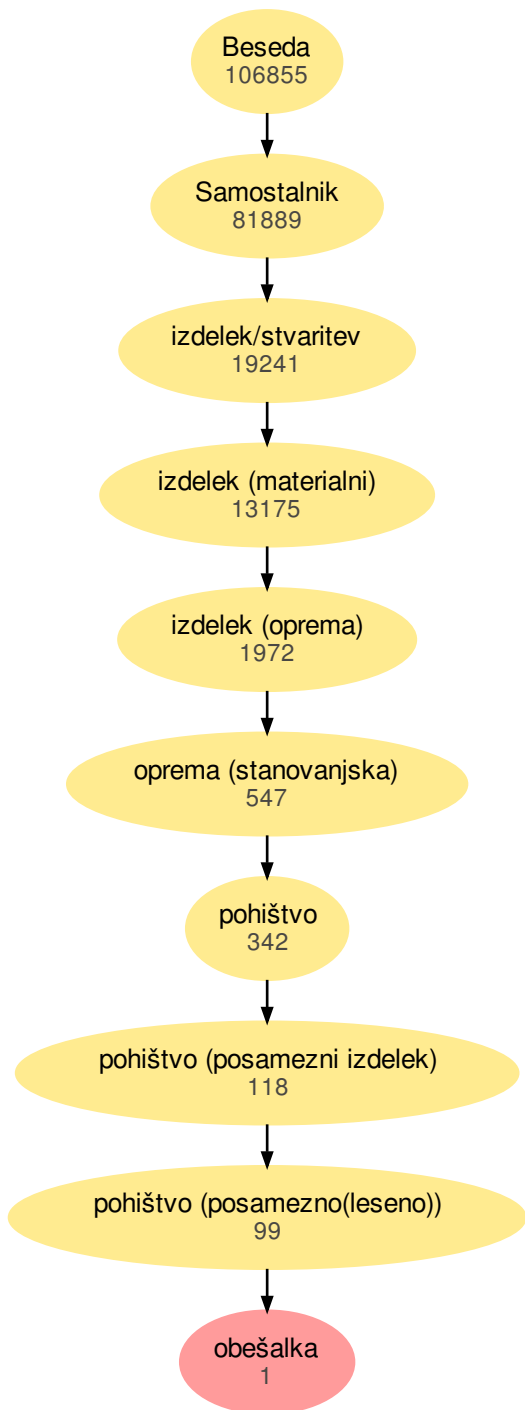 Beseda
106855
Samostalnik
81889
izdelek/stvaritev
19241
izdelek (materialni)
13175
izdelek (oprema)
1972
oprema (stanovanjska)
547
pohištvo
342
pohištvo (posamezni izdelek)
118
pohištvo (posamezno(leseno))
99
obešalka
1